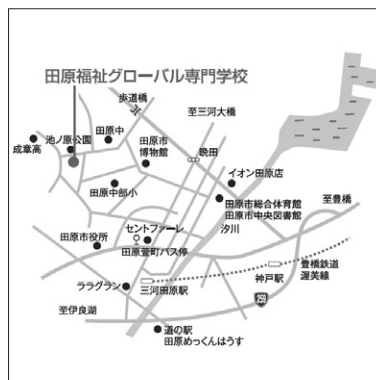 田原福祉グローバル専門学校
歩道橋
至三河大橋
成章高
池ノ原公園
田原中
田原市
博物館
晩田
イオン田原店
田原中部小
田原市総合体育館
田原市中央図書館
至豊橋
汐川
セントファーレ
田原市役所
田原萱町バス停
豊橋鉄道
渥美線
神戸駅
ララグラン
三河田原駅
259
至伊良湖
道の駅
田原めっくんはうす